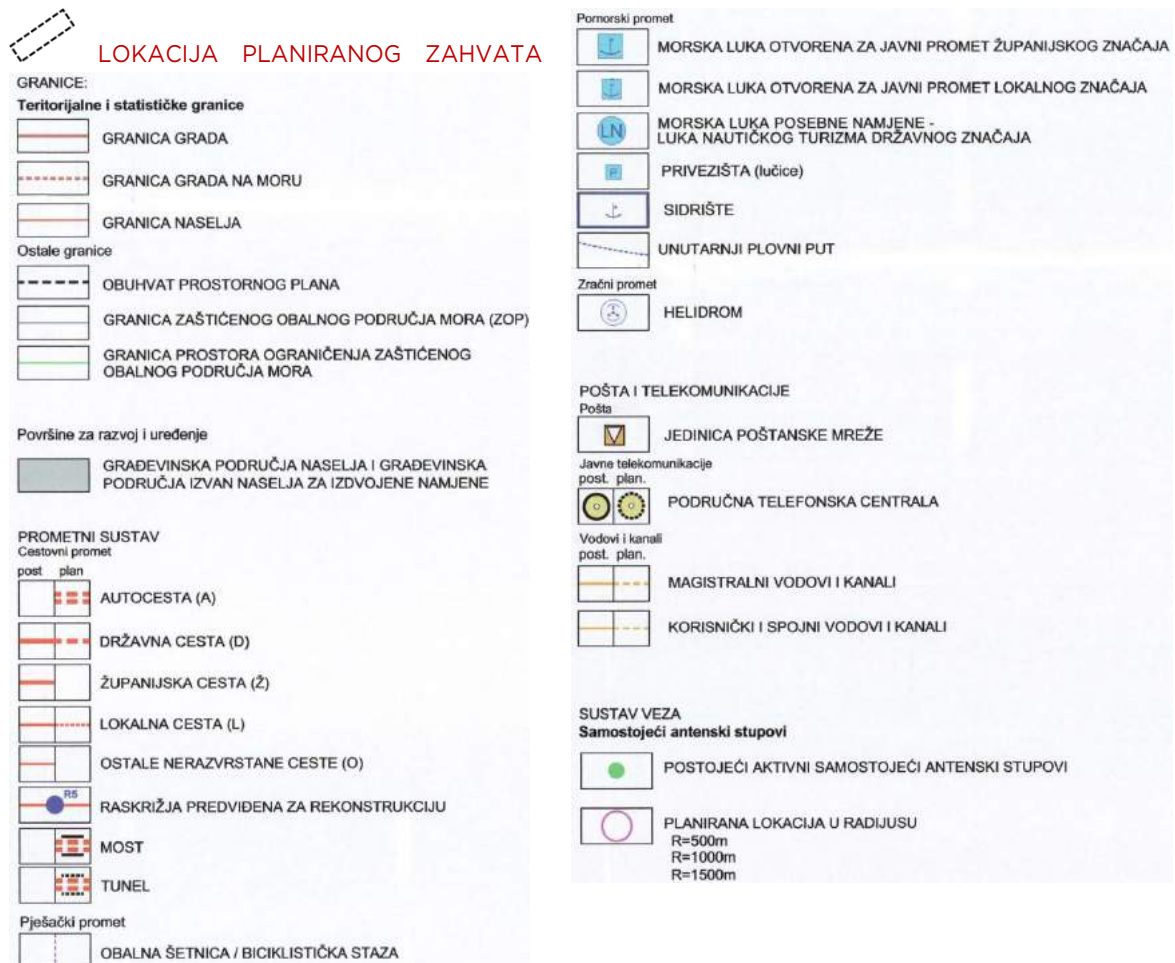 LOKACIJA PLANIRANOG ZAHVATA
GRANICE:
Teritorijalne i statističke granice
GRANICA GRADA
GRANICA GRADA NA MORU
GRANICA NASELJA
Ostale granice
OBUHVAT PROSTORNOG PLANA
GRANICA ZAŠTIĆENOG OBALNOG PODRUČJA MORA (ZOP)
GRANICA PROSTORA OGRANIČENJA ZAŠTIĆENOG
OBALNOG PODRUČJA MORA
Površine za razvoj i uređenje
GRAĐEVINSKA PODRUČJA NASELJA I GRAĐEVINSKA
PODRUČJA IZVAN NASELJA ZA IZDVOJENE NAMJENE
PROMETNI SUSTAV
Cestovni promet
post plan
AUTOCESTA (A)
DRŽAVNA CESTA (D)
ŽUPANIJSKA CESTA (Ž)
LOKALNA CESTA (L)
OSTALE NERAZVRSTANE CESTE (O)
R5
RASKRIŽJA PREDVIĐENA ZA REKONSTRUKCIJU
MOST
TUNEL
Pješački promet
OBALNA ŠETNICA / BICIKLISTIČKA STAZA
Pomorski promet
MORSKA LUKA OTVORENA ZA JAVNI PROMET ŽUPANIJSKOG ZNAČAJA
MORSKA LUKA OTVORENA ZA JAVNI PROMET LOKALNOG ZNAČAJA
LN
MORSKA LUKA POSEBNE NAMJENE -
LUKA NAUTIČKOG TURIZMA DRŽAVNOG ZNAČAJA
P
PRIVEZIŠTA (lučice)
SIDRIŠTE
UNUTARNJI PLOVNI PUT
Zračni promet
HELIDROM
POŠTA I TELEKOMUNIKACIJE
Pošta
JEDINICA POŠTANSKE MREŽE
Javne telekomunikacije
post. plan.
PODRUČNA TELEFONSKA CENTRALA
Vodovi i kanali
post. plan.
MAGISTRALNI VODOVI I KANALI
KORISNIČKI I SPOJNI VODOVI I KANALI
SUSTAV VEZA
Samostojeći antenski stupovi
POSTOJEĆI AKTIVNI SAMOSTOJEĆI ANTENSKI STUPOVI
PLANIRANA LOKACIJA U RADIJUSU
R=500m
R=1000m
R=1500m